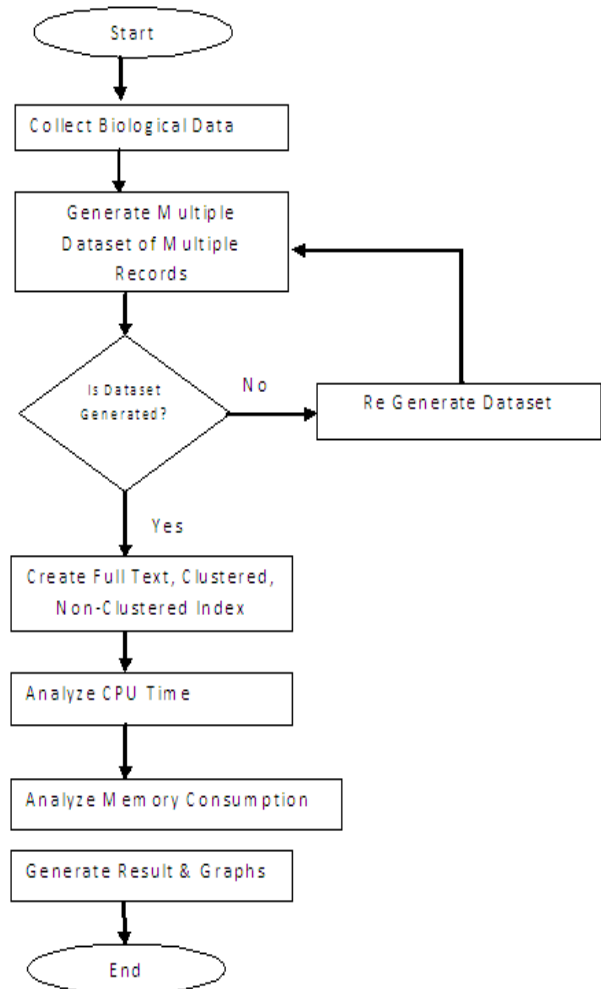 Start
Collect Biological Data
Generate Multiple
Dataset of Multiple
Records
Is Dataset
Generated?
No
Re Generate Dataset
Yes
Create Full Text, Clustered,
Non-Clustered Index
Analyze CPU Time
Analyze Memory Consumption
Generate Result & Graphs
End